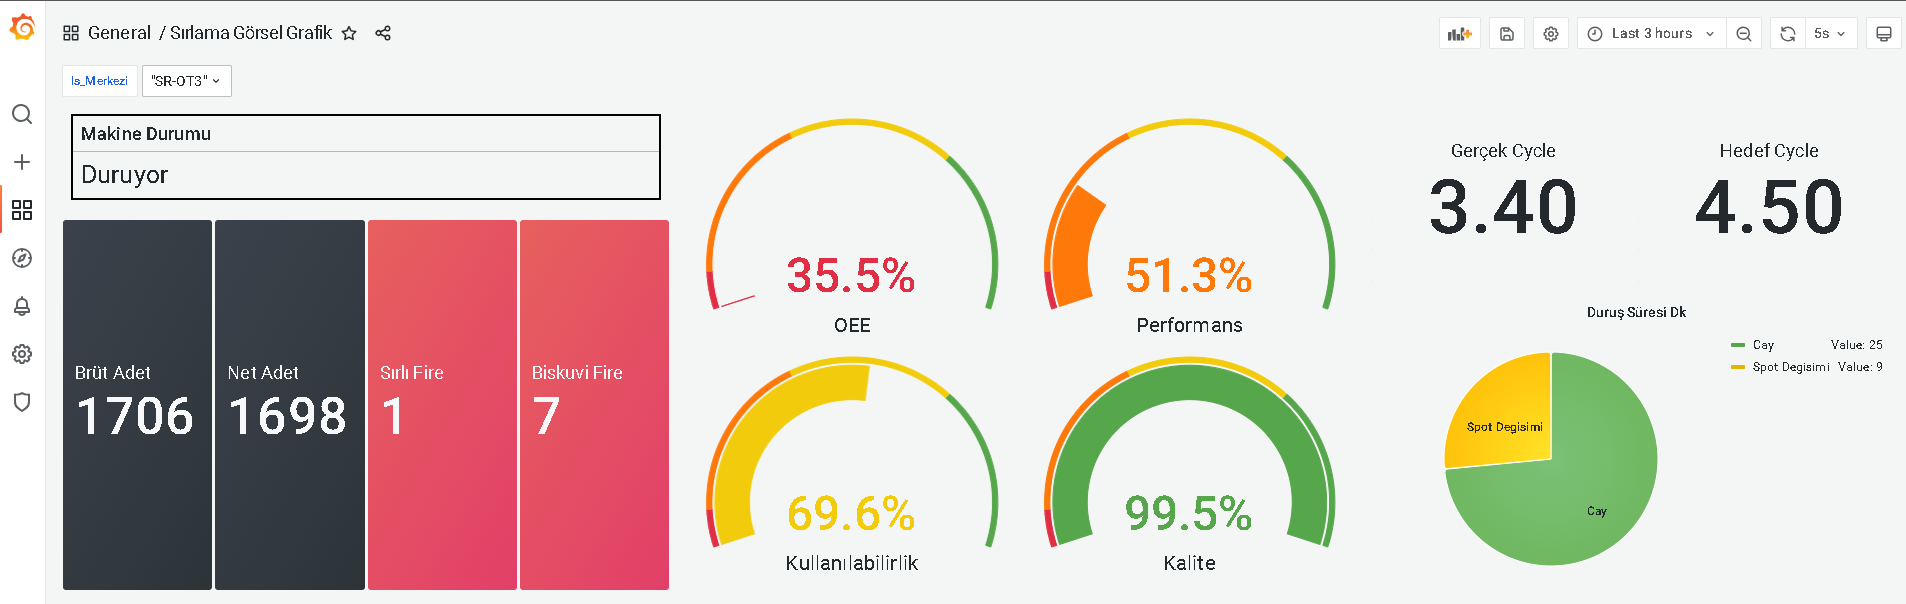 General / Sırlama Görsel Grafik
Last 3 hours
5s
Is_Merkezi
"SR-OT3"
Makine Durumu
Duruyor
Brüt Adet
1706
Net Adet
1698
Sırlı Fire
1
Biskuvi Fire
7
35.5%
OEE
51.3%
Performans
69.6%
Kullanılabilirlik
99.5%
Kalite
Gerçek Cycle
3.40
Hedef Cycle
4.50
Duruş Süresi Dk
Cay Value: 25
Spot Degisimi Value: 9
Spot Degisimi
Cay